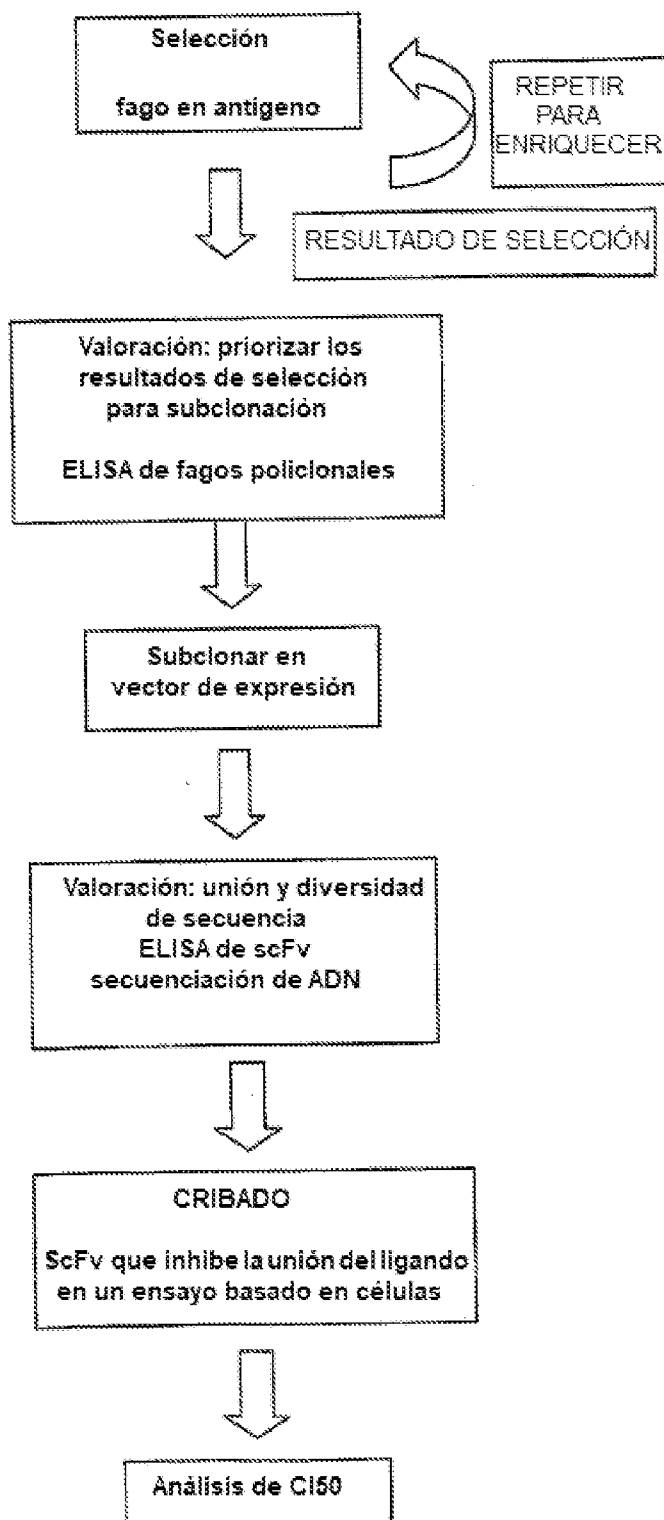 Selección
fago en antígeno
REPETIR
PARA
ENRIQUECER
RESULTADO DE SELECCIÓN
Valoración: priorizar los
resultados de selección
para subclonación
ELISA de fagos policlonales
Subclonar en
vector de expresión
Valoración: unión y diversidad
de secuencia
ELISA de scFv
secuenciación de ADN
CRIBADO
ScFv que inhibe la unión del ligando
en un ensayo basado en células
Análisis de CI50